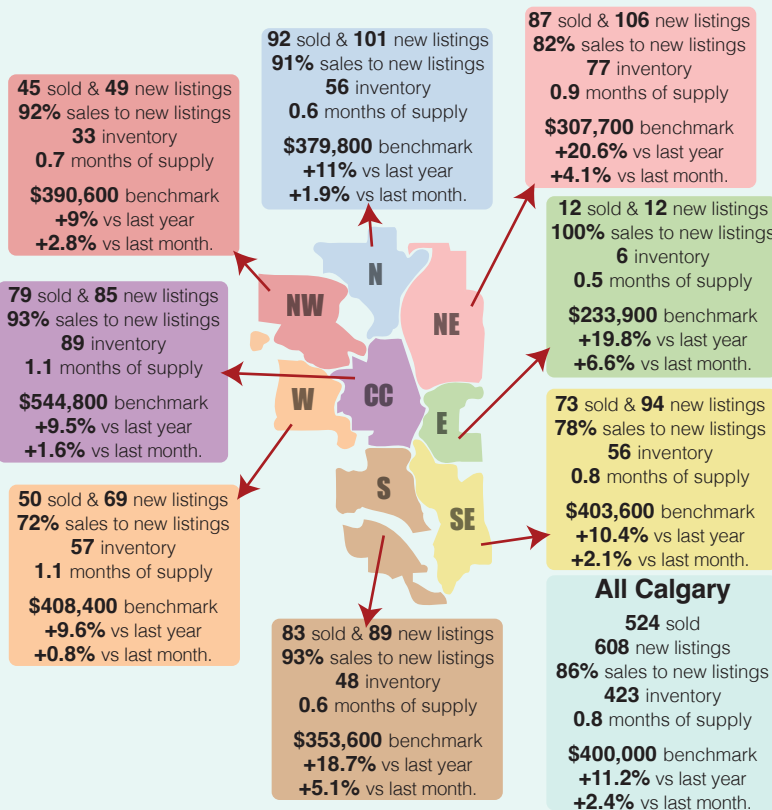 92 sold & 101 new listings
91% sales to new listings
56 inventory
0.6 months of supply
$379,800 benchmark
+11% vs last year
+1.9% vs last month.
87 sold & 106 new listings
82% sales to new listings
77 inventory
0.9 months of supply
$307,700 benchmark
+20.6% vs last year
+4.1% vs last month.
45 sold & 49 new listings
92% sales to new listings
33 inventory
0.7 months of supply
$390,600 benchmark
+9% vs last year
+2.8% vs last month.
12 sold & 12 new listings
100% sales to new listings
6 inventory
0.5 months of supply
$233,900 benchmark
+19.8% vs last year
+6.6% vs last month.
79 sold & 85 new listings
93% sales to new listings
89 inventory
1.1 months of supply
$544,800 benchmark
+9.5% vs last year
+1.6% vs last month.
N
NW
NE
W
CC
E
S
SE
73 sold & 94 new listings
78% sales to new listings
56 inventory
0.8 months of supply
$403,600 benchmark
+10.4% vs last year
+2.1% vs last month.
50 sold & 69 new listings
72% sales to new listings
57 inventory
1.1 months of supply
$408,400 benchmark
+9.6% vs last year
+0.8% vs last month.
83 sold & 89 new listings
93% sales to new listings
48 inventory
0.6 months of supply
$353,600 benchmark
+18.7% vs last year
+5.1% vs last month.
All Calgary
524 sold
608 new listings
86% sales to new listings
423 inventory
0.8 months of supply
$400,000 benchmark
+11.2% vs last year
+2.4% vs last month.